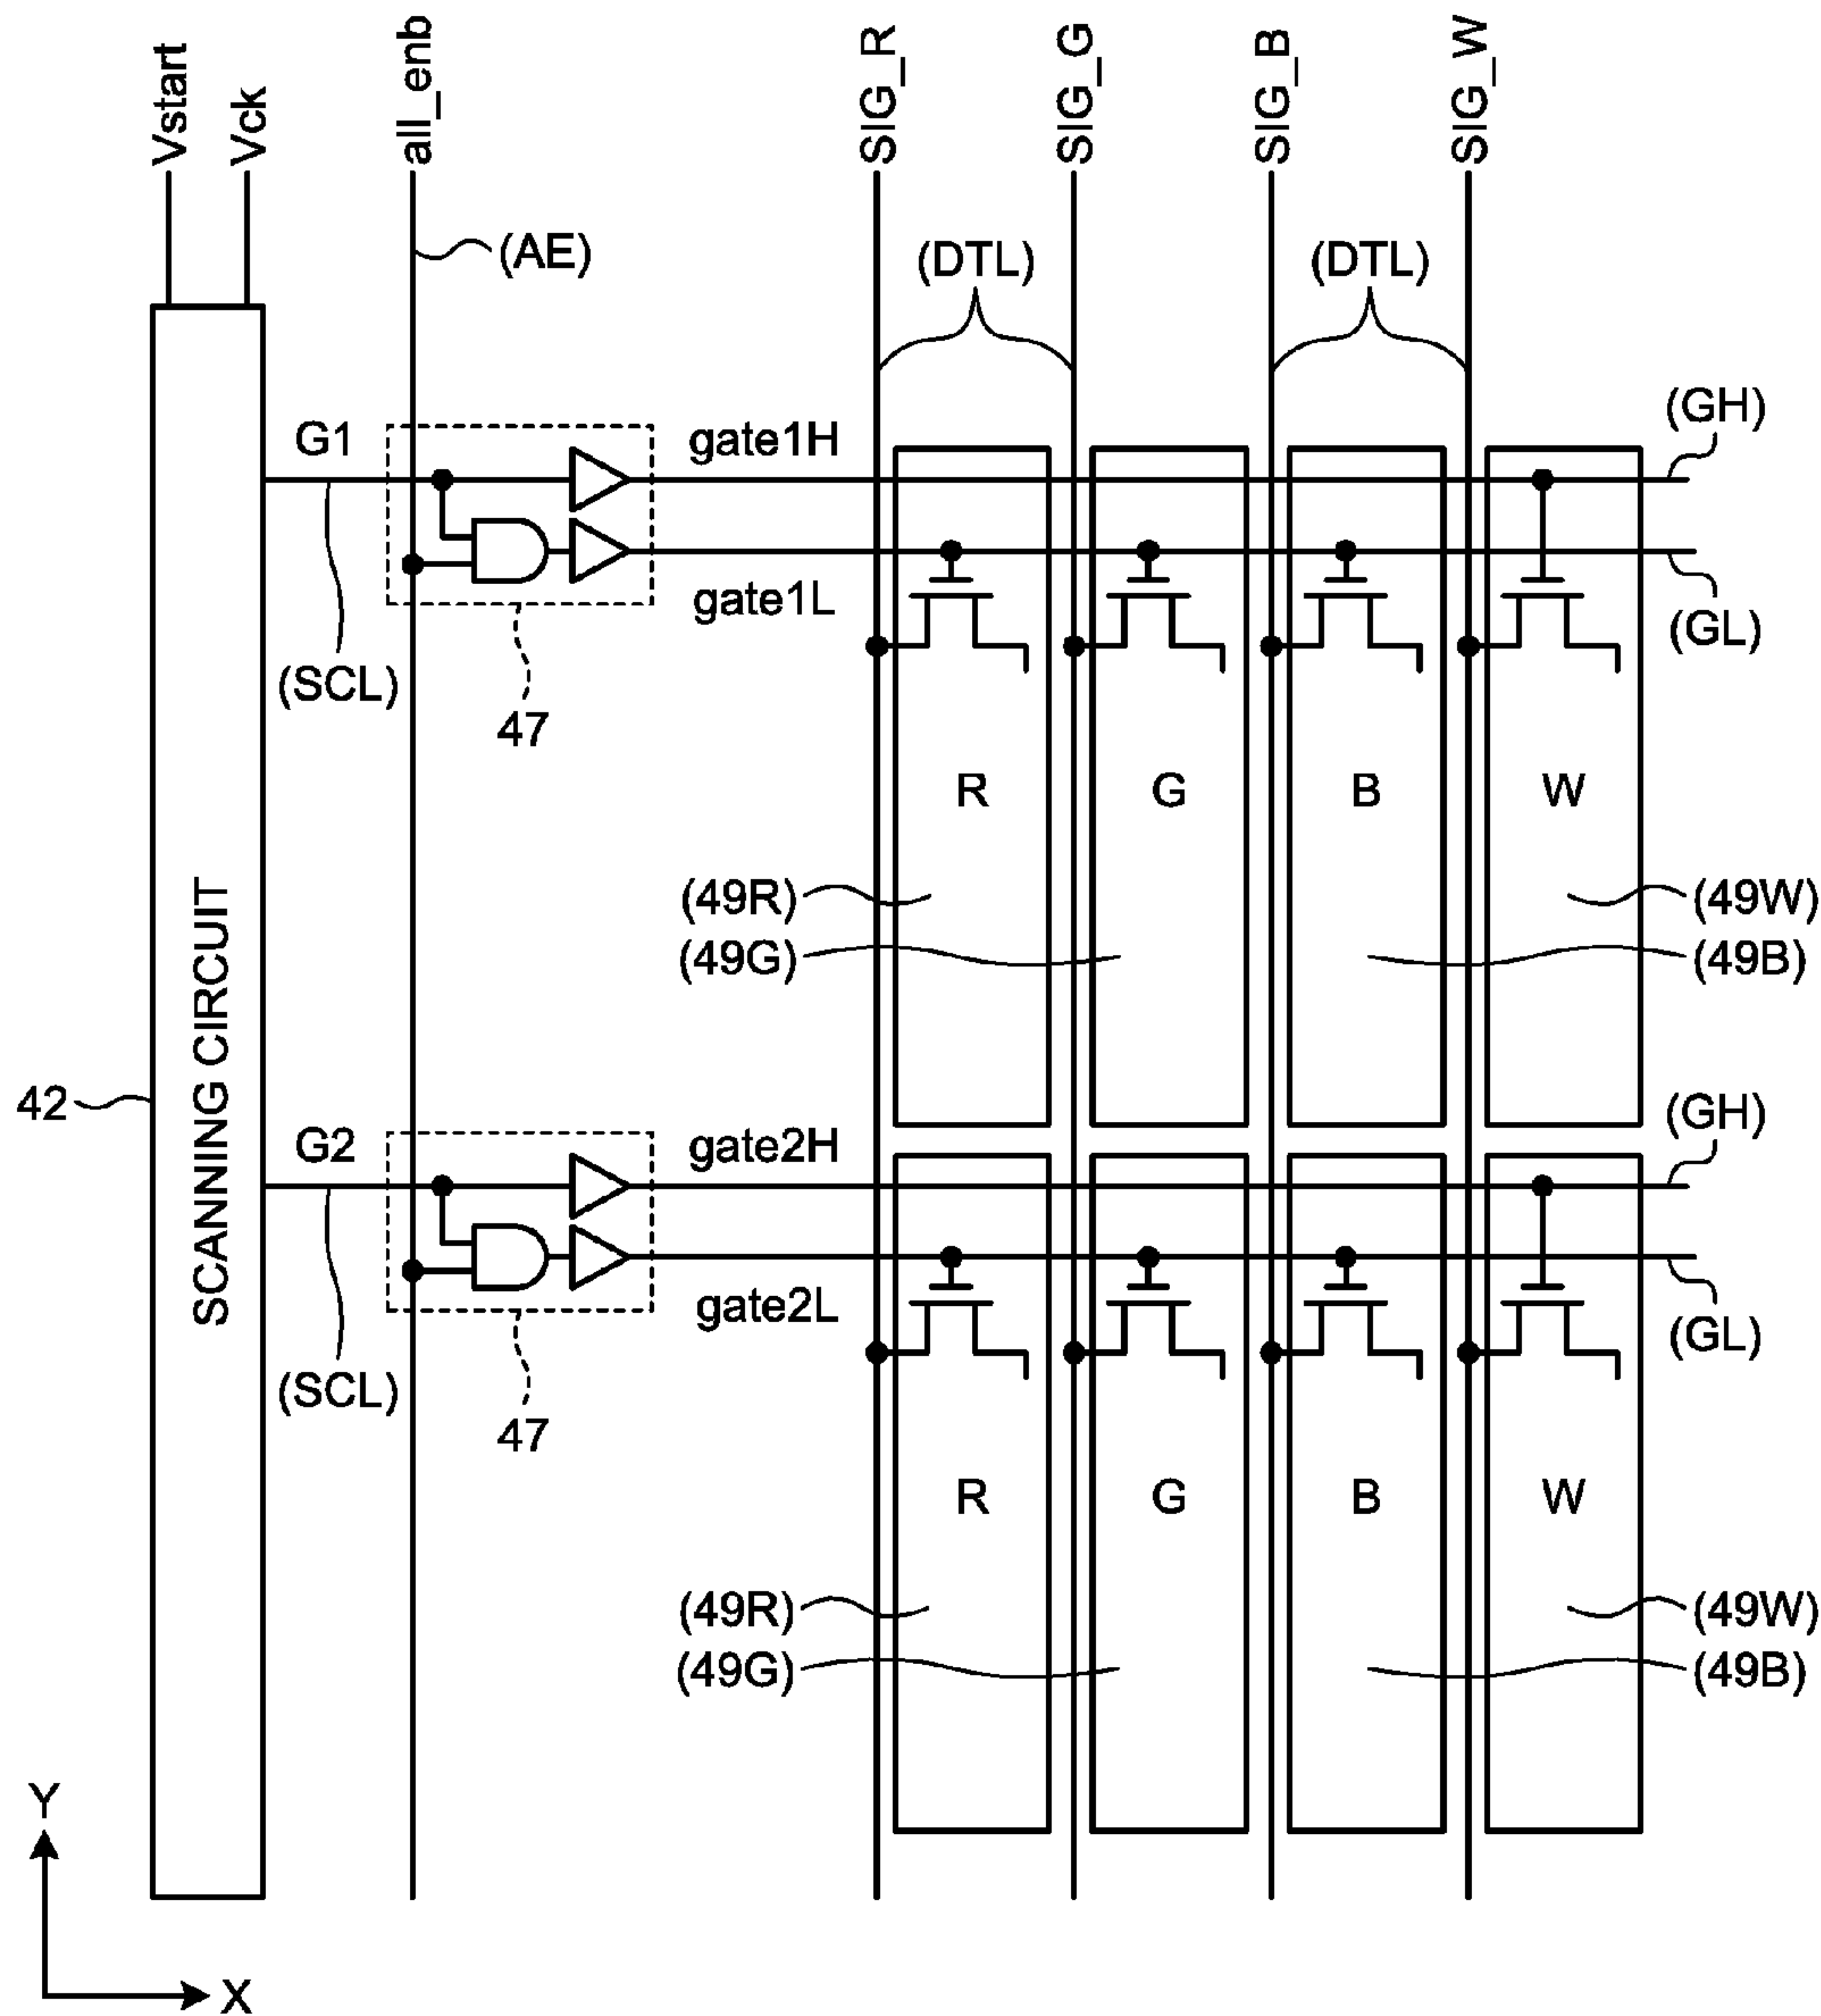 Vstart
Vck
all_enb
SIG_R
SIG_G
SIG_B
SIG_W
(AE)
(DTL)
(DTL)
(GH)
G1
gate1H
gate1L
(GL)
(SCL)
47
R
G
B
W
(49R)
(49W)
(49G)
(49B)
SCANNING CIRCUIT
42
(GH)
G2
gate2H
gate2L
(GL)
(SCL)
47
R
G
B
W
(49R)
(49W)
(49G)
(49B)
Y
X